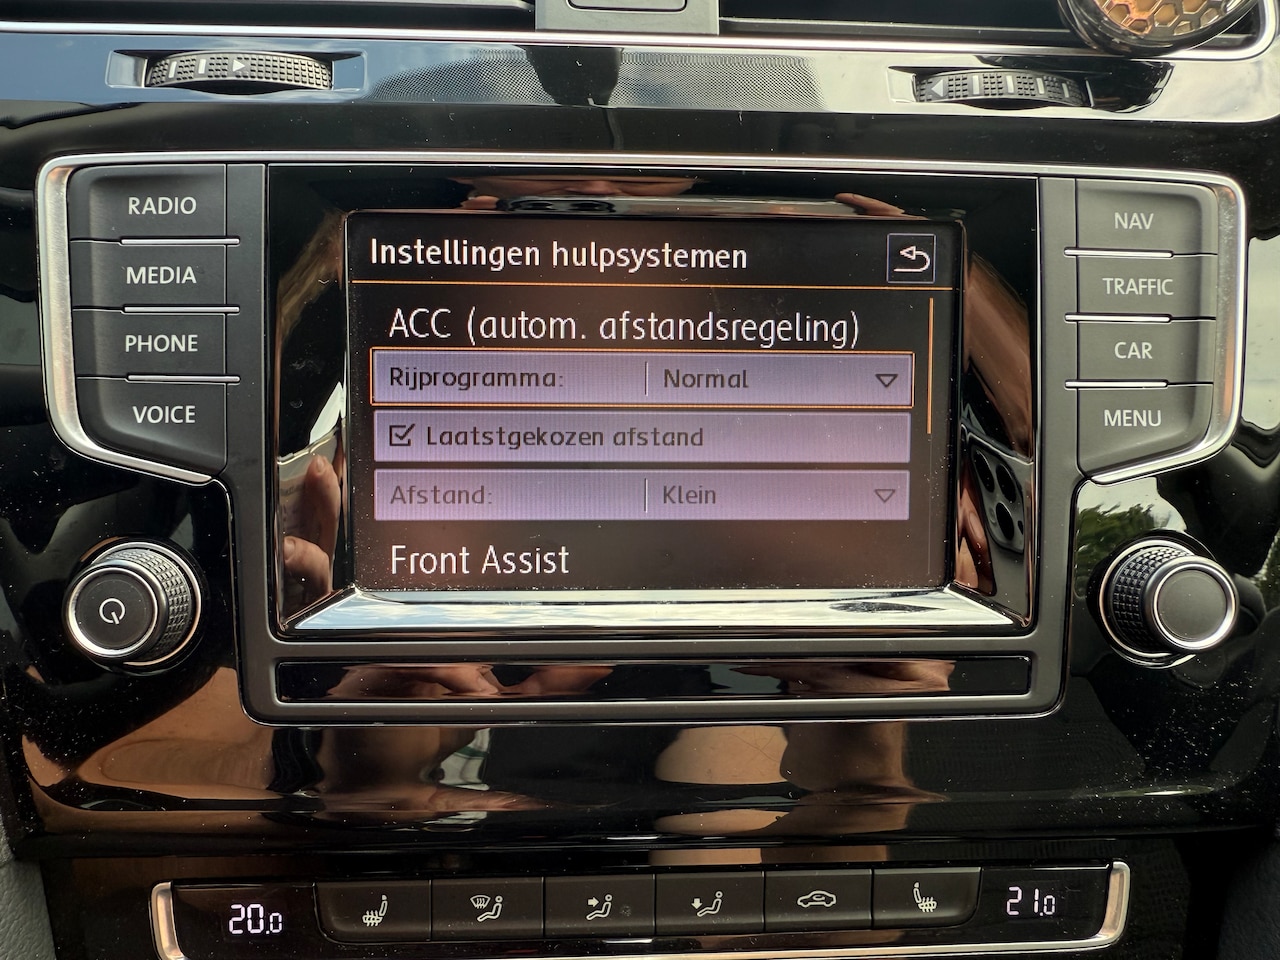 RADIO
MEDIA
PHONE
VOICE
Instellingen hulpsystemen
ACC (autom. afstandsregeling)
Rijprogramma: Normal
Laatstgekozen afstand
Afstand: Klein
Front Assist
NAV
TRAFFIC
CAR
MENU
20.0
21.0